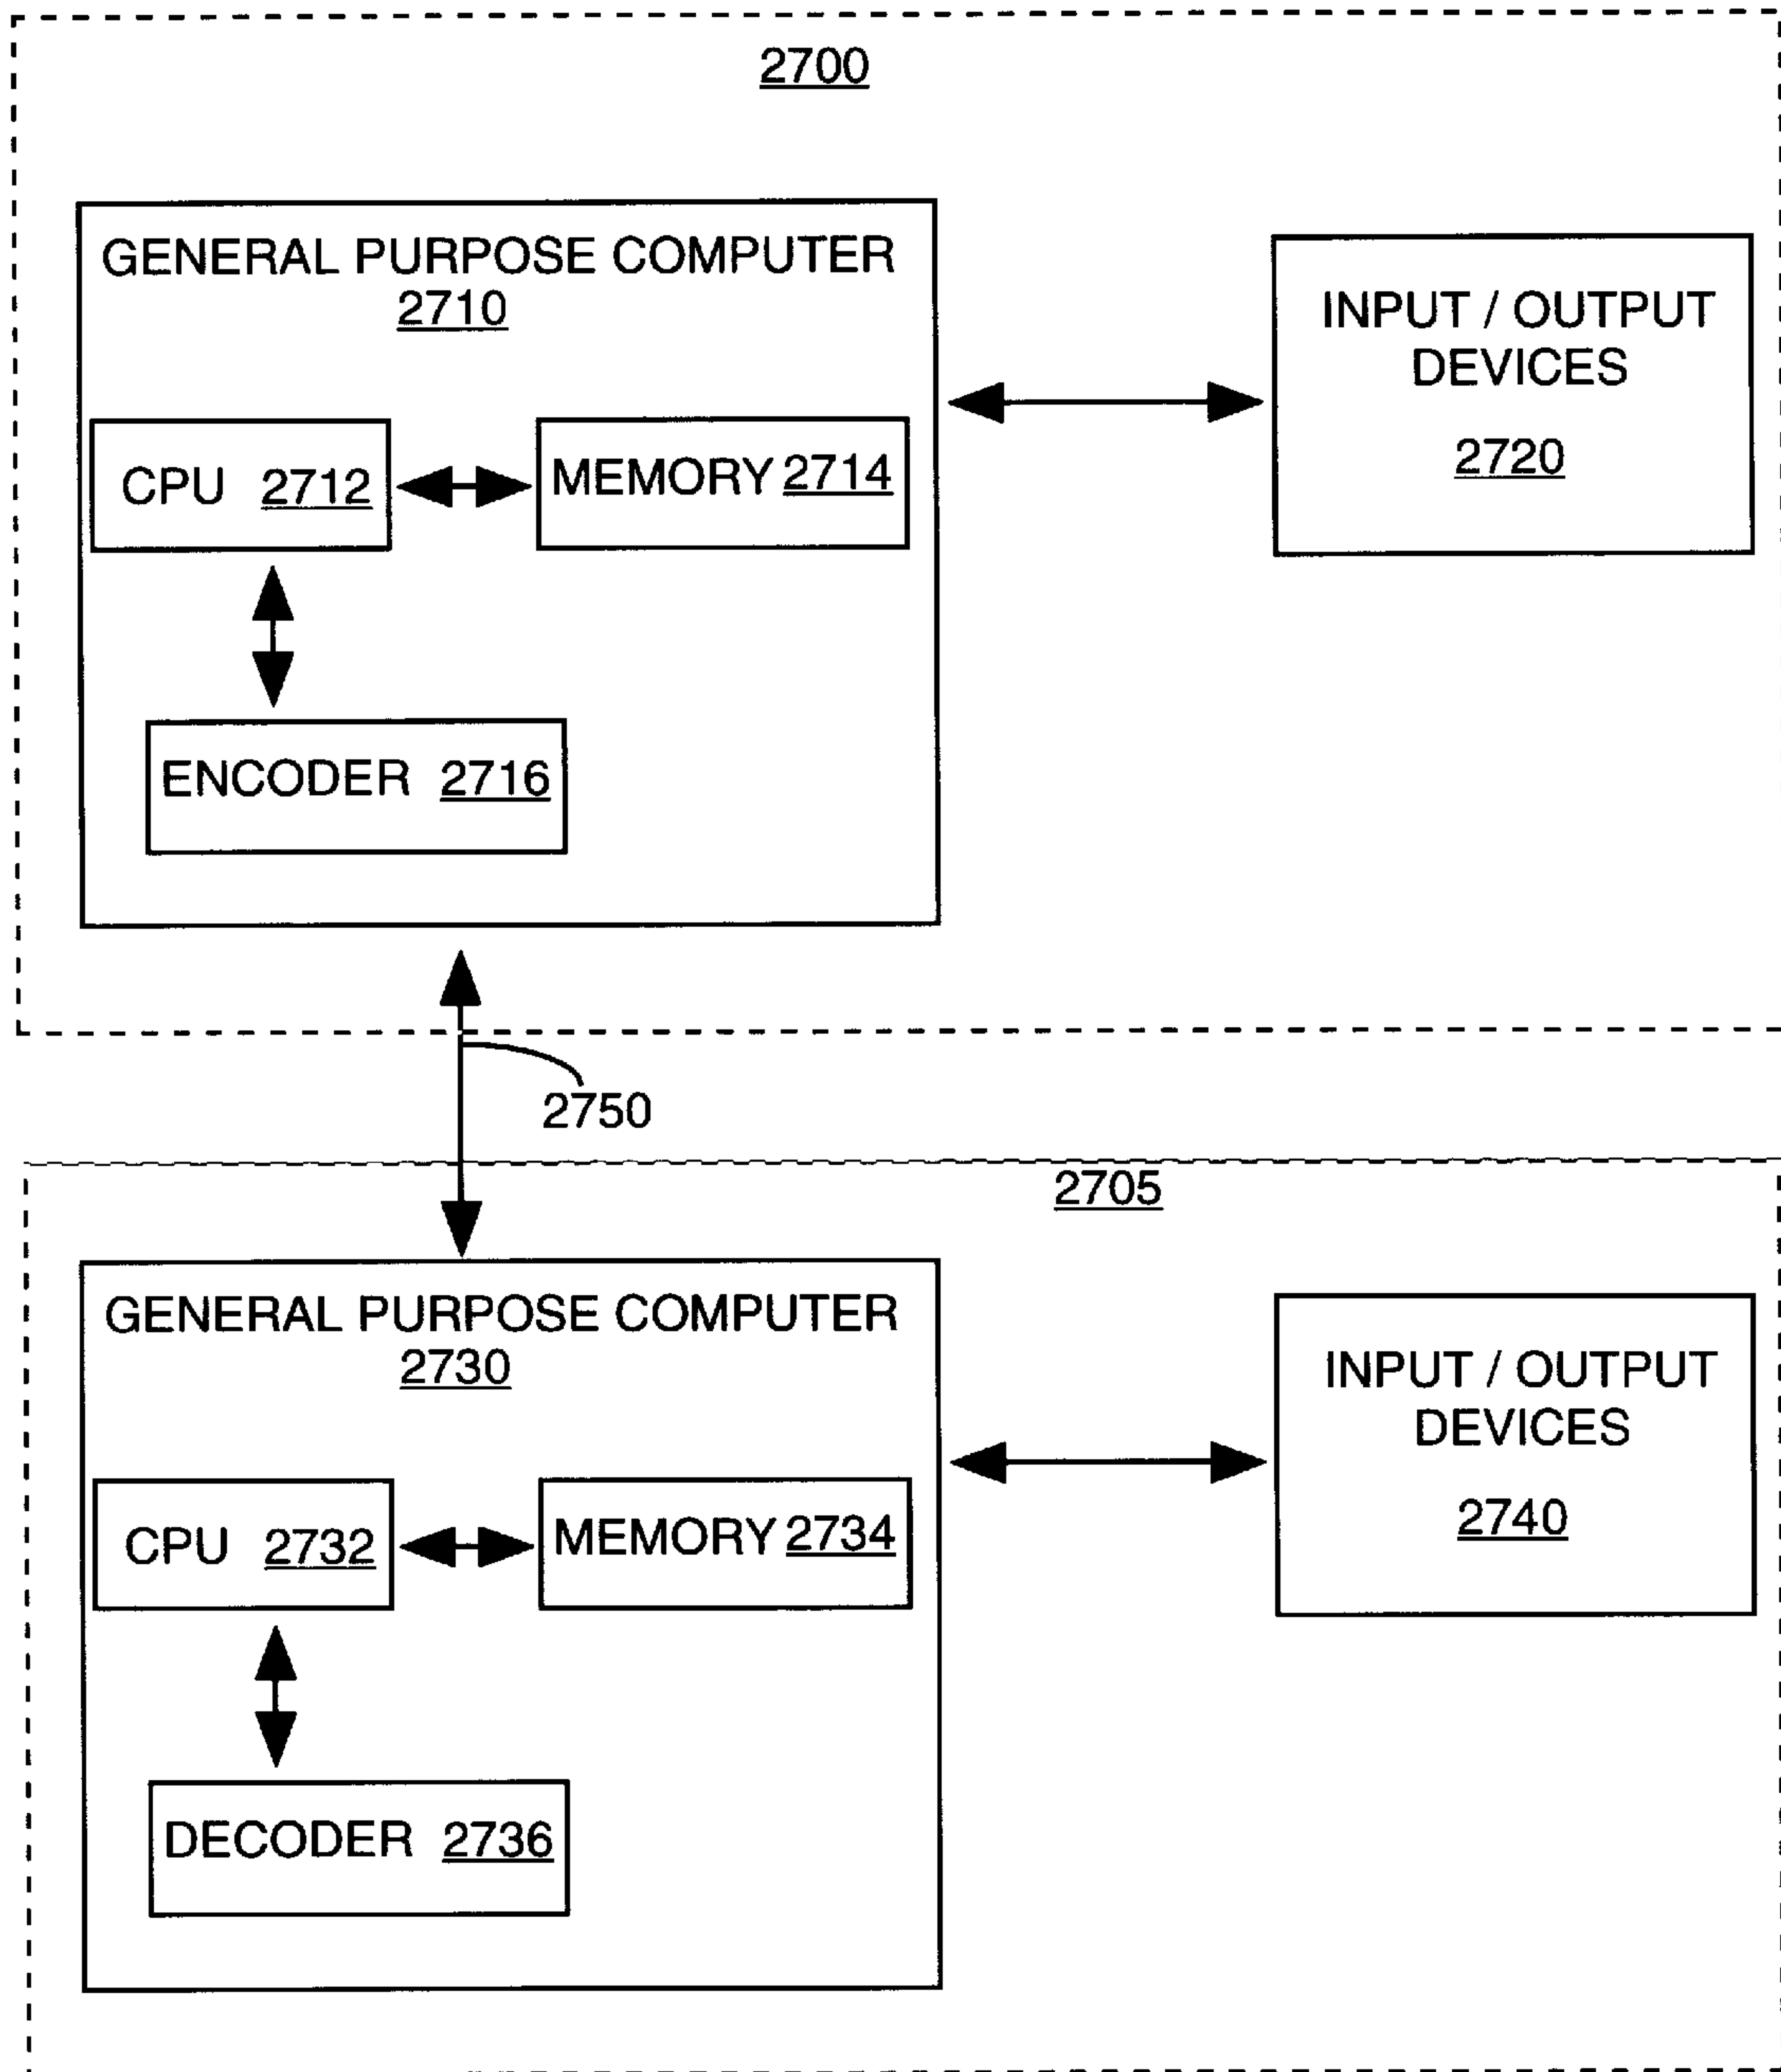 2700
GENERAL PURPOSE COMPUTER
2710
INPUT / OUTPUT
DEVICES
2720
CPU 2712
MEMORY 2714
ENCODER 2716
2750
2705
GENERAL PURPOSE COMPUTER
2730
INPUT / OUTPUT
DEVICES
2740
CPU 2732
MEMORY 2734
DECODER 2736